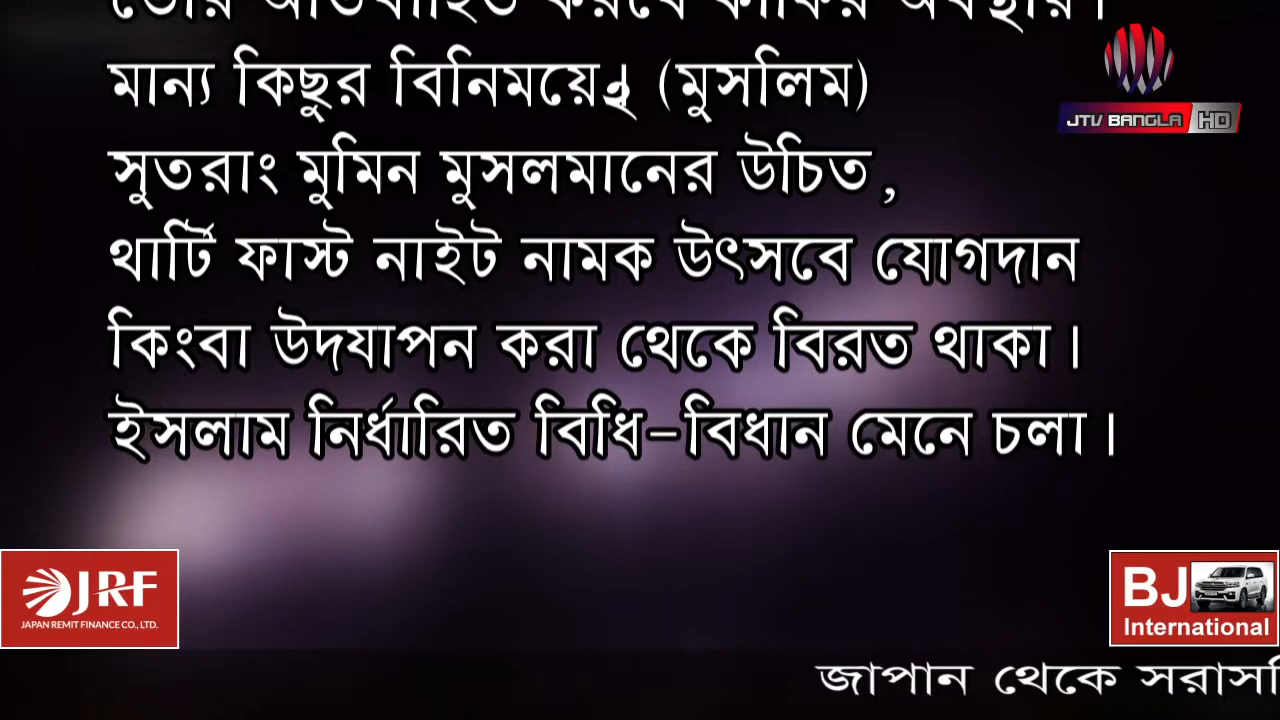 মান্য কিছুর বিনিময়ে। (মুসলিম)
JTV BANGLA HD
সুতরাং মুমিন মুসলমানের উচিত,
থার্টি ফাস্ট নাইট নামক উৎসবে যোগদান
কিংবা উদযাপন করা থেকে বিরত থাকা।
ইসলাম নির্ধারিত বিধি-বিধান মেনে চলা।
JRF
JAPAN REMIT FINANCE CO., LTD.
BJ
International
জাপান থেকে